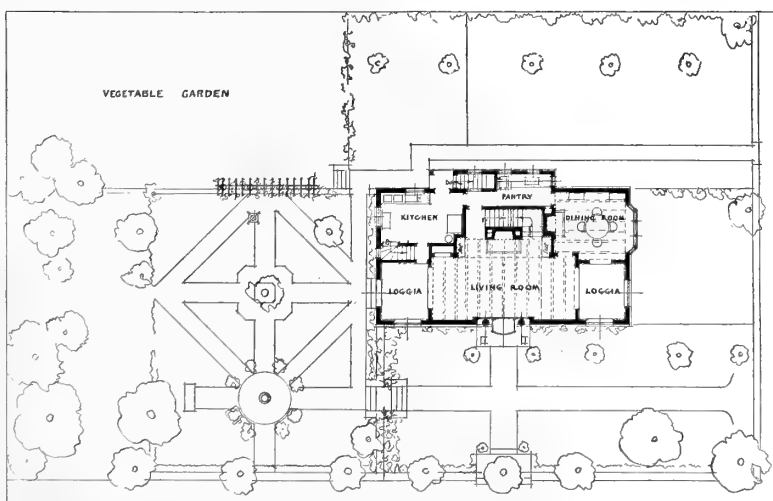 VEGETABLE GARDEN
PANTRY
KITCHEN
DINING ROOM
LOGGIA
LIVING ROOM
LOGGIA